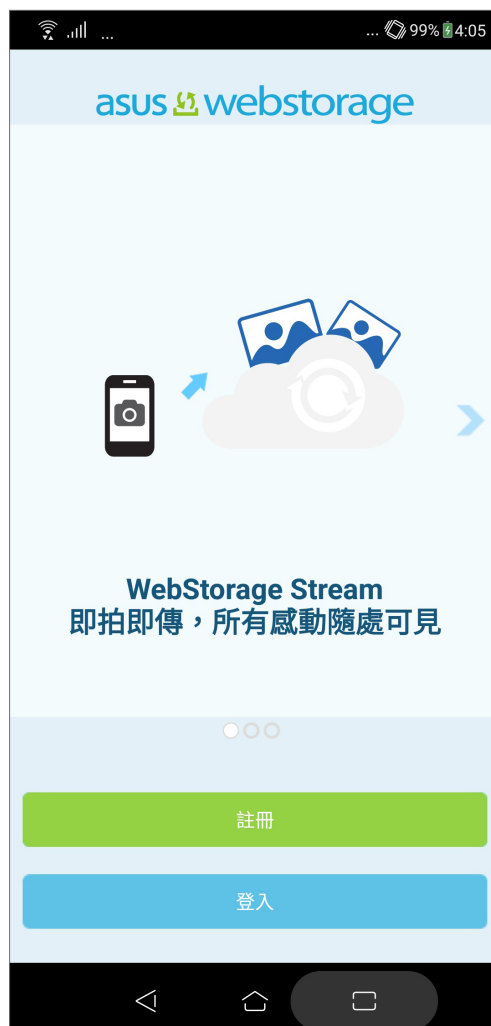 ... ... 99% 4:05
asus webstorage
WebStorage Stream
即拍即傳，所有感動隨處可見
註冊
登入